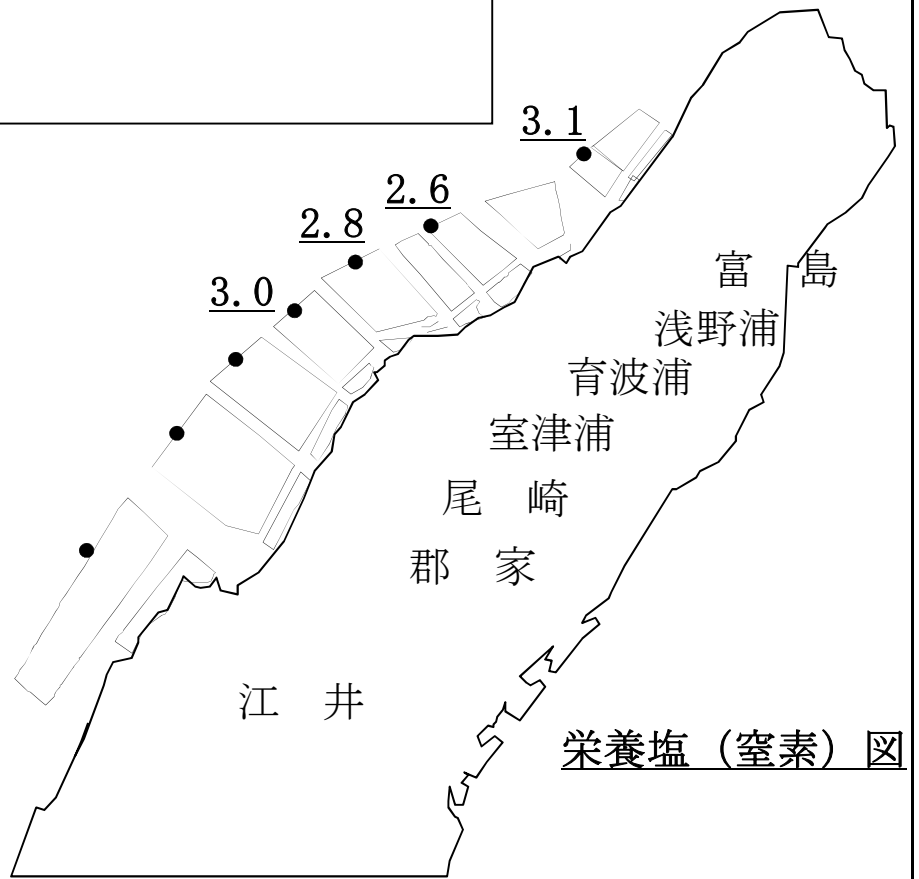 3.1
2.6
2.8
3.0
富　島
浅野浦
育波浦
室津浦
尾　崎
郡　家
江　井
栄養塩（窒素）図